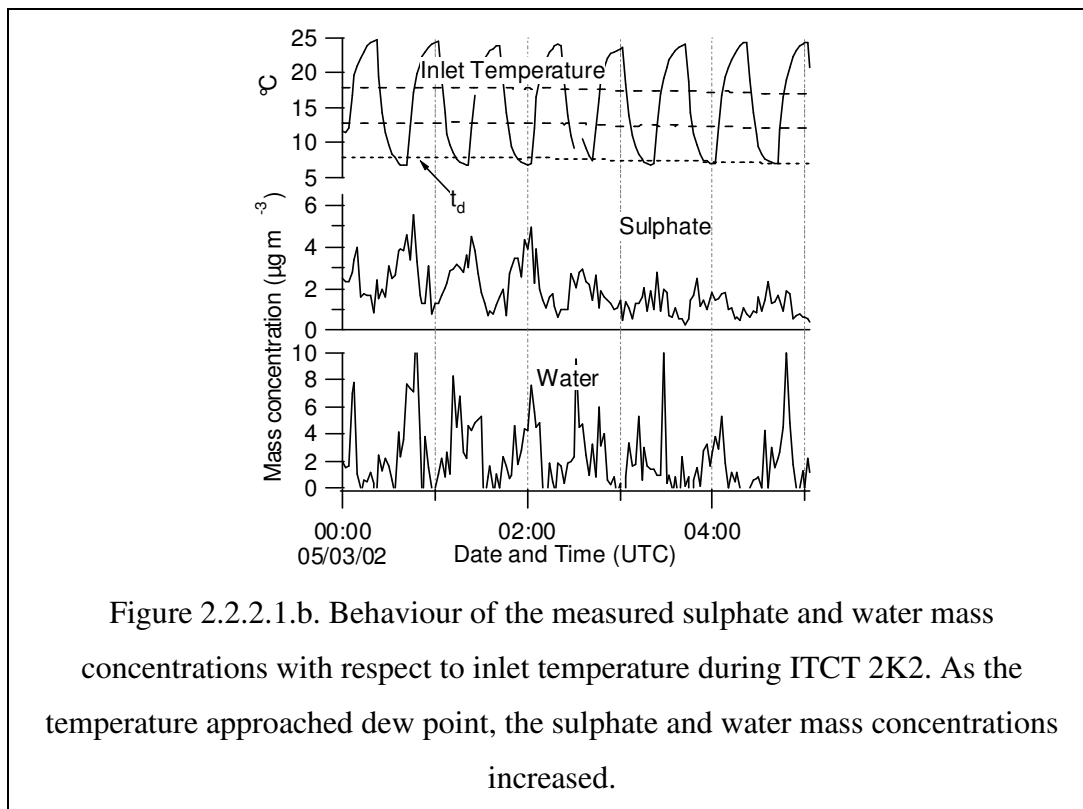 25
20
15
10
5
°C
Inlet Temperature
t_d
6
4
2
0
Sulphate
Mass concentration (µg m⁻³)
10
8
6
4
2
0
Water
00:00
02:00
04:00
05/03/02
Date and Time (UTC)
Figure 2.2.2.1.b. Behaviour of the measured sulphate and water mass
concentrations with respect to inlet temperature during ITCT 2K2. As the
temperature approached dew point, the sulphate and water mass concentrations
increased.